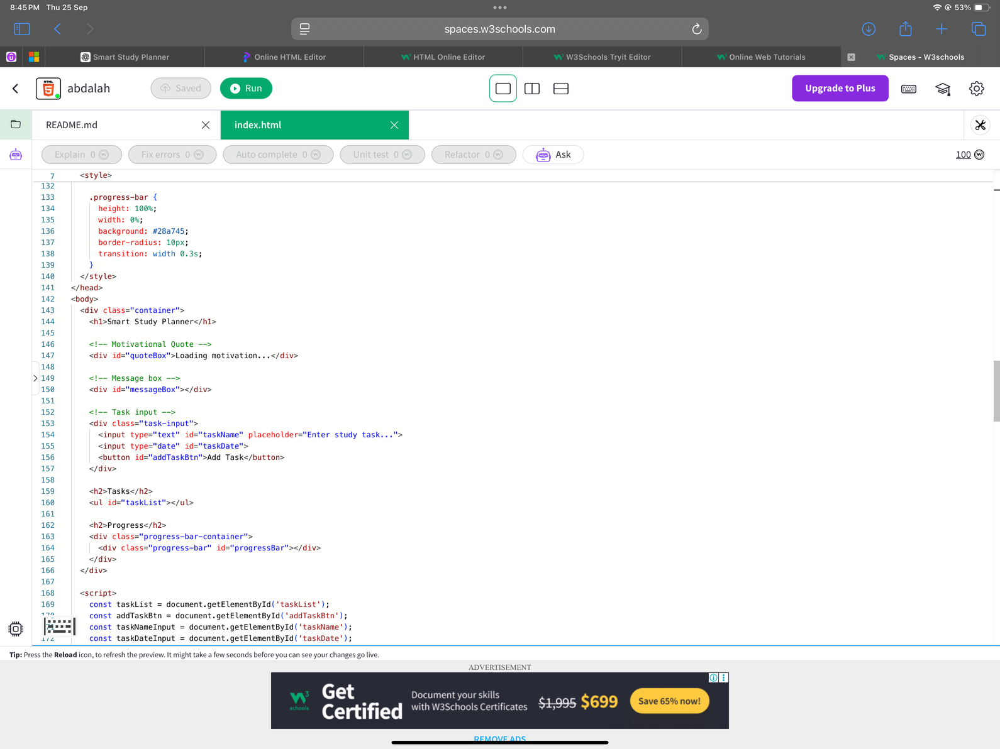 8:45 PM Thu 25 Sep
53%
spaces.w3schools.com
Smart Study Planner
Online HTML Editor
HTML Online Editor
W3Schools Tryit Editor
Online Web Tutorials
Spaces - W3schools
HTML
5
abdalah
Saved
Run
Upgrade to Plus
README.md
index.html
Explain 0
Fix errors 0
Auto complete 0
Unit test 0
Refactor 0
Ask
100
7 <style>
132
133 .progress-bar {
134 height: 100%;
135 width: 0%;
136 background: #28a745;
137 border-radius: 10px;
138 transition: width 0.3s;
139 }
140 </style>
141 </head>
142 <body>
143 <div class="container">
144 <h1>Smart Study Planner</h1>
145
146 <!-- Motivational Quote -->
147 <div id="quoteBox">Loading motivation...</div>
148
149 <!-- Message box -->
150 <div id="messageBox"></div>
151
152 <!-- Task input -->
153 <div class="task-input">
154 <input type="text" id="taskName" placeholder="Enter study task...">
155 <input type="date" id="taskDate">
156 <button id="addTaskBtn">Add Task</button>
157 </div>
158
159 <h2>Tasks</h2>
160 <ul id="taskList"></ul>
161
162 <h2>Progress</h2>
163 <div class="progress-bar-container">
164 <div class="progress-bar" id="progressBar"></div>
165 </div>
166 </div>
167
168 <script>
169 const taskList = document.getElementById('taskList');
const addTaskBtn = document.getElementById('addTaskBtn');
const taskNameInput = document.getElementById('taskName');
172 const taskDateInput = document.getElementById('taskDate');
Tip: Press the Reload icon, to refresh the preview. It might take a few seconds before you can see your changes go live.
ADVERTISEMENT
w3
schools
Get
Certified
Document your skills
with W3Schools Certificates
$1,995 $699
Save 65% now!
REMOVE ADS